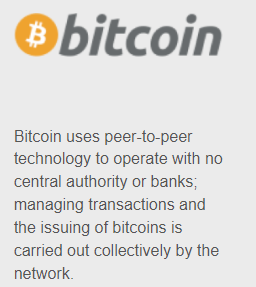 bitcoin
Bitcoin uses peer-to-peer
technology to operate with no
central authority or banks;
managing transactions and
the issuing of bitcoins is
carried out collectively by the
network.